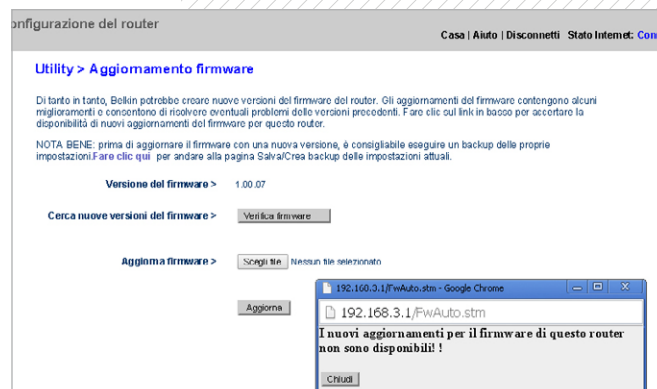 onfigurazione del router
Casa | Aiuto | Disconnetti Stato Internet: Con
Utility > Aggiornamento firmware
Di tanto in tanto, Belkin potrebbe creare nuove versioni del firmware del router. Gli aggiornamenti del firmware contengono alcuni
miglioramenti e consentono di risolvere eventuali problemi delle versioni precedenti. Fare clic sul link in basso per accertare la
disponibilità di nuovi aggiornamenti del firmware per questo router.
NOTA BENE: prima di aggiornare il firmware con una nuova versione, è consigliabile eseguire un backup delle proprie
impostazioni.Fare clic qui per andare alla pagina Salva/Crea backup delle impostazioni attuali.
Versione del firmware > 1.00.07
Cerca nuove versioni del firmware > Verifica firmware
Aggiorna firmware > Scegli file Nessun file selezionato
Aggiorna
192.168.3.1/FwAuto.stm - Google Chrome
192.168.3.1/FwAuto.stm
I nuovi aggiornamenti per il firmware di questo router
non sono disponibili! !
Chiudi